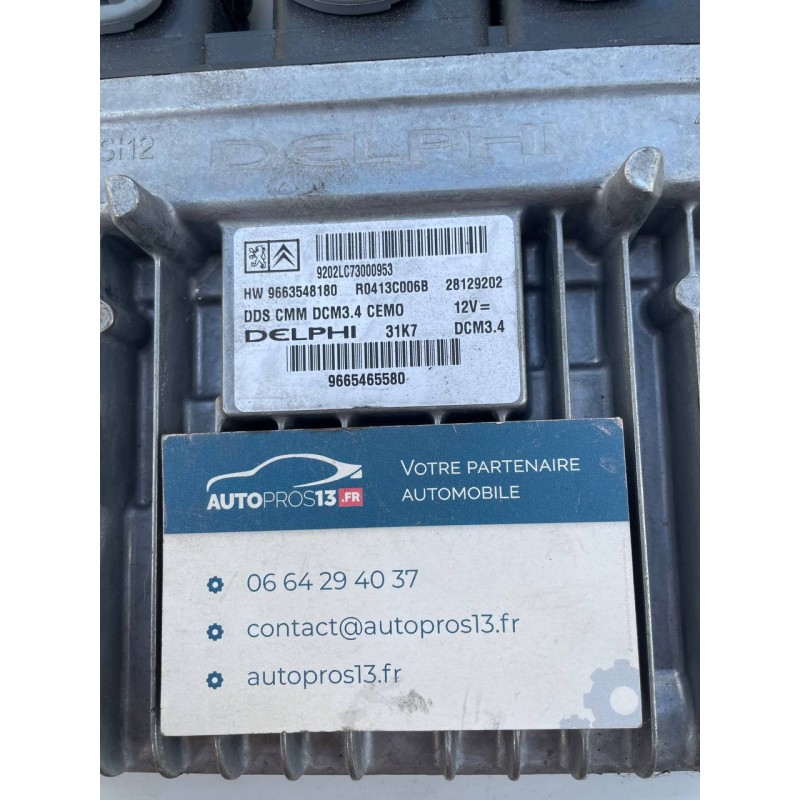 SH12
DELPHI
9202LC73000953
HW 9663548180 R0413C006B 28129202
DDS CMM DCM3.4 CEMO 12V=
DELPHI 31K7 DCM3.4
9665465580
AUTOPROS13.FR
VOTRE PARTENAIRE
AUTOMOBILE
06 64 29 40 37
contact@autopros13.fr
autopros13.fr